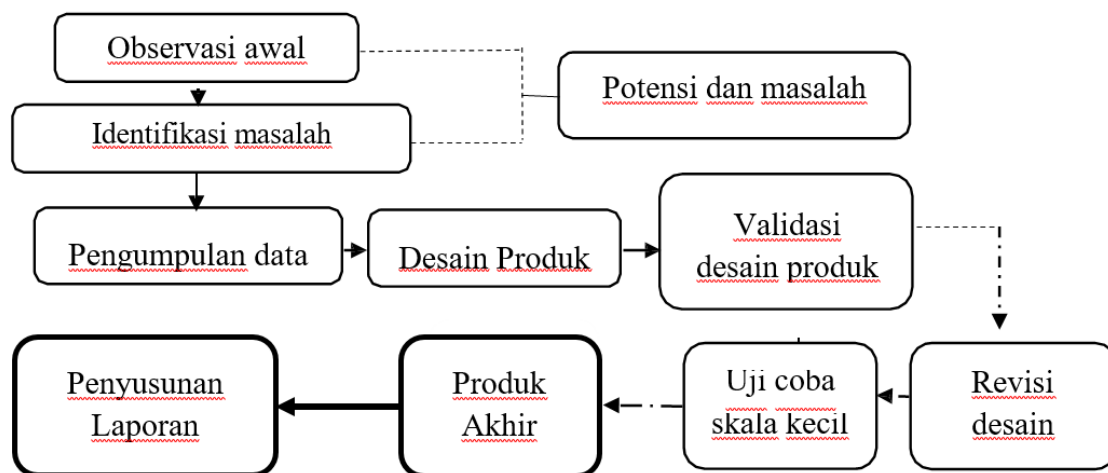 Observasi awal
Potensi dan masalah
Identifikasi masalah
Pengumpulan data
Desain Produk
Validasi
desain produk
Penyusunan
Laporan
Produk
Akhir
Uji coba
skala kecil
Revisi
desain